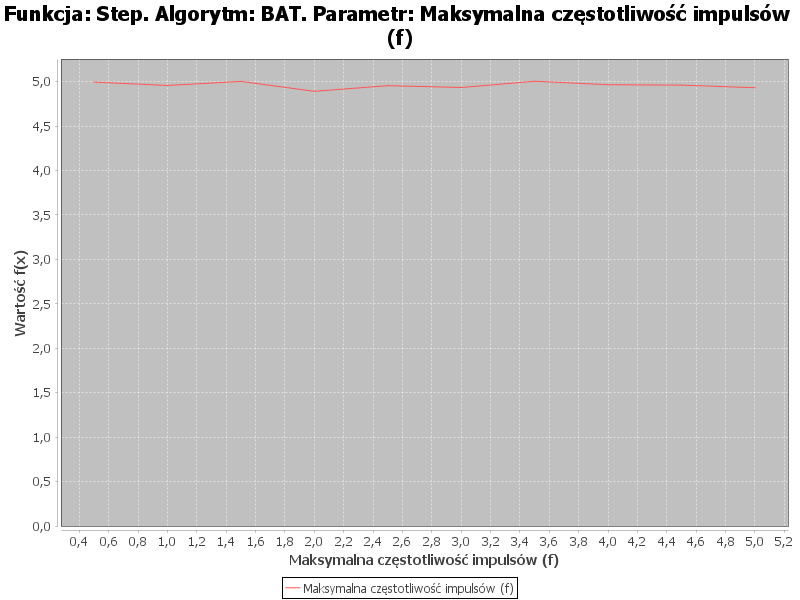 Funkcja: Step. Algorytm: BAT. Parametr: Maksymalna częstotliwość impulsów
(f)
5,0
4,5
4,0
3,5
3,0
2,5
2,0
1,5
1,0
0,5
0,0
Wartość f(x)
0,4 0,6 0,8 1,0 1,2 1,4 1,6 1,8 2,0 2,2 2,4 2,6 2,8 3,0 3,2 3,4 3,6 3,8 4,0 4,2 4,4 4,6 4,8 5,0 5,2
Maksymalna częstotliwość impulsów (f)
Maksymalna częstotliwość impulsów (f)